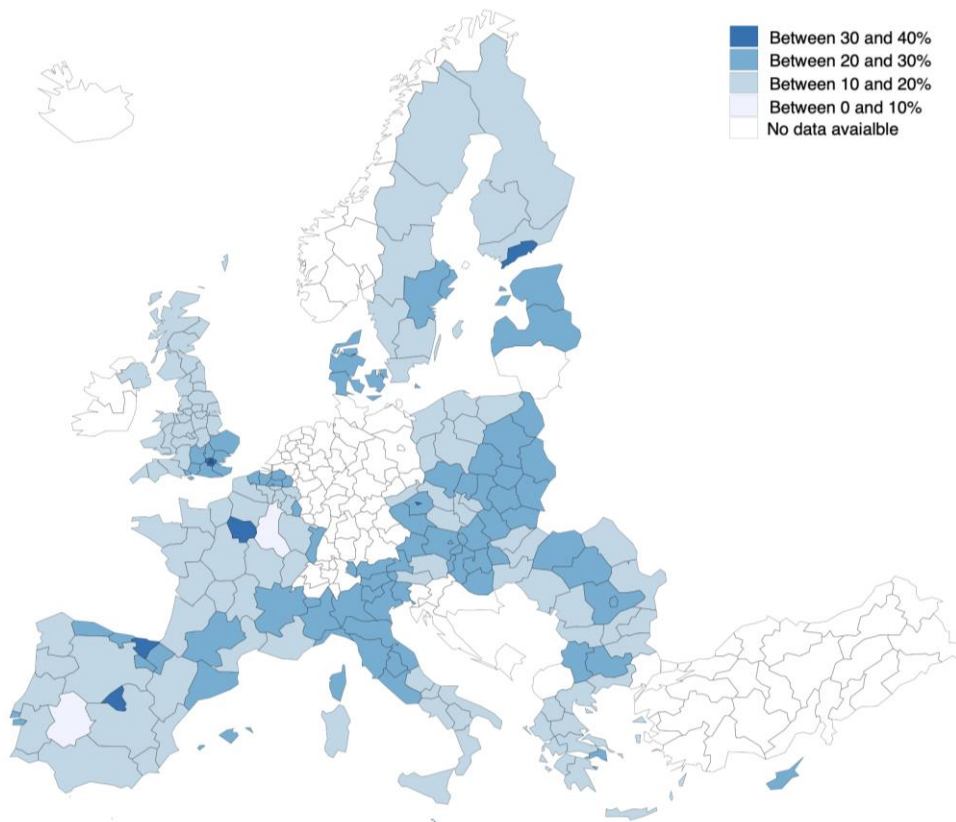 Between 30 and 40%
Between 20 and 30%
Between 10 and 20%
Between 0 and 10%
No data avaialble